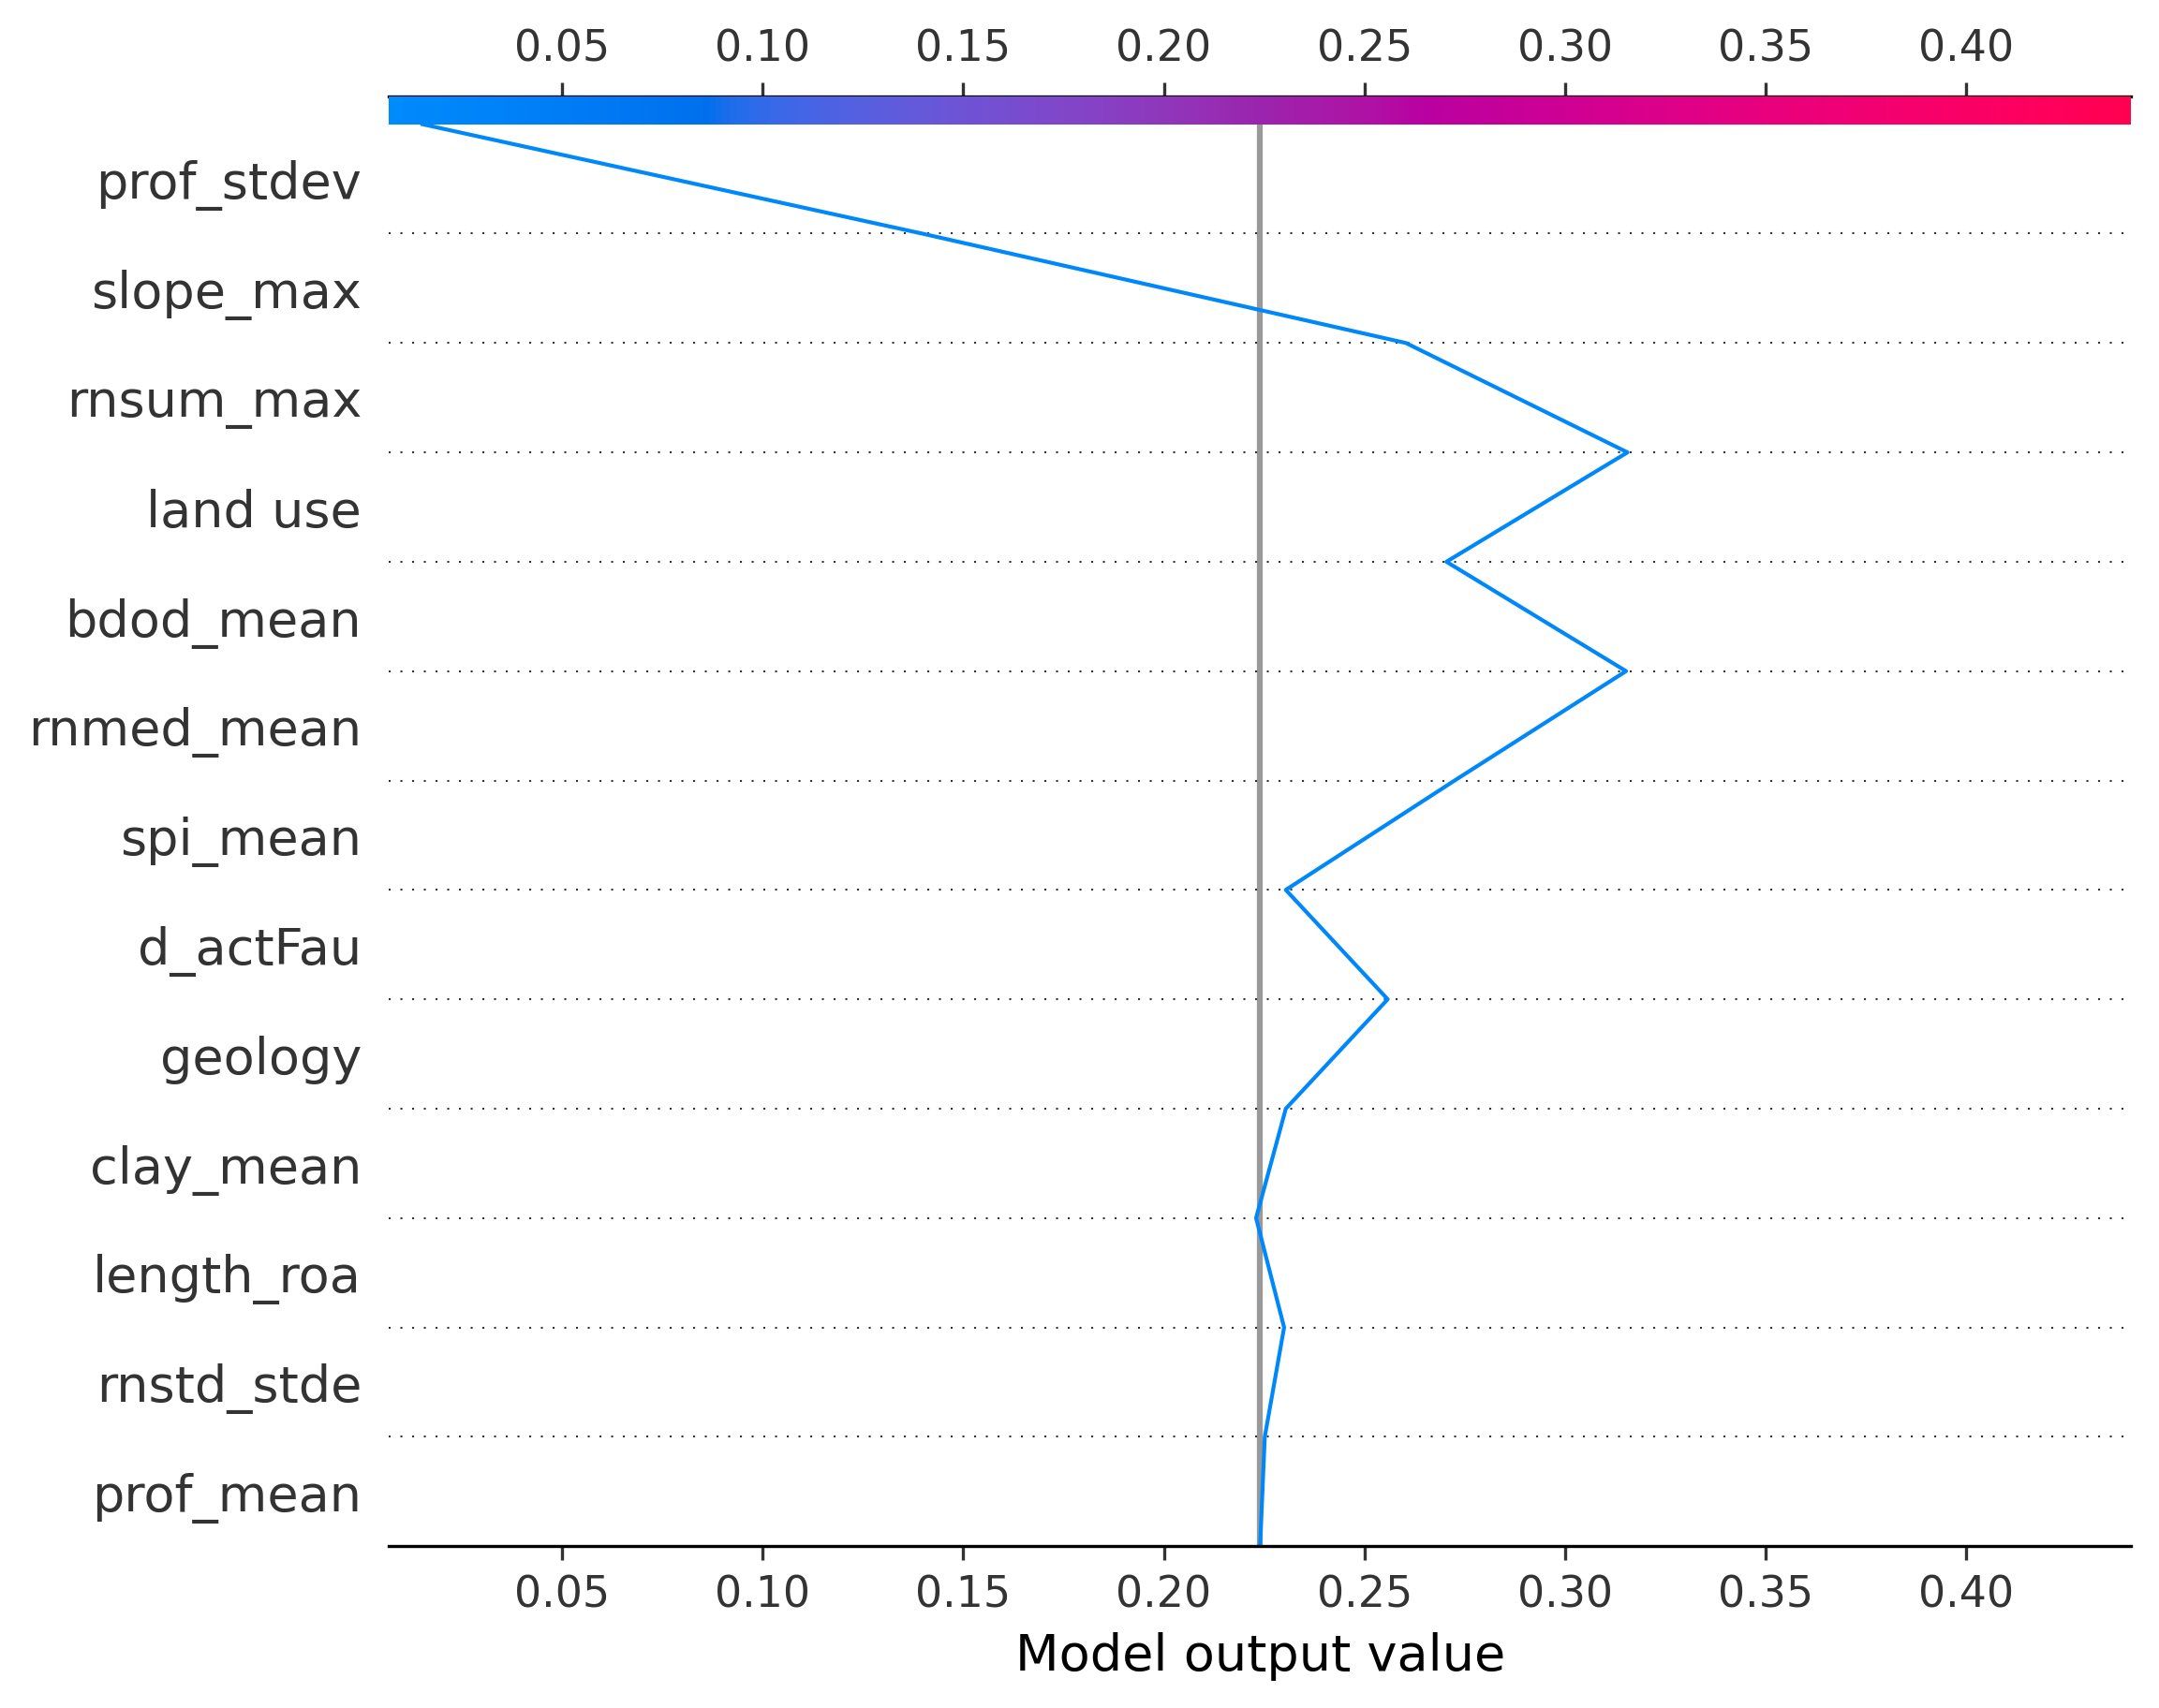 0.05 0.10 0.15 0.20 0.25 0.30 0.35 0.40
prof_stdev
slope_max
rnsum_max
land use
bdod_mean
rnmed_mean
spi_mean
d_actFau
geology
clay_mean
length_roa
rnstd_stde
prof_mean
0.05 0.10 0.15 0.20 0.25 0.30 0.35 0.40
Model output value